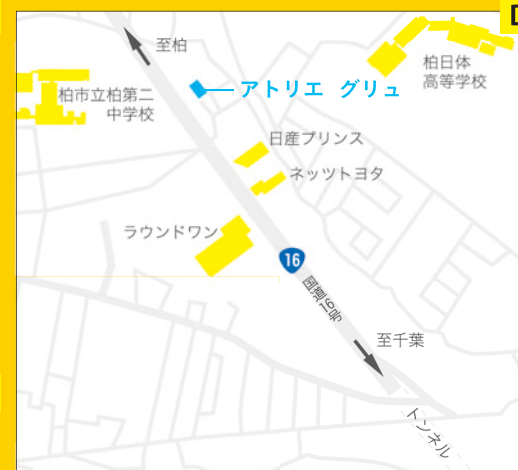 D
至柏
柏日体
高等学校
アトリエ グリュ
柏市立柏第二
中学校
日産プリンス
ネッツトヨタ
ラウンドワン
16
国道16号
至千葉
トンネル